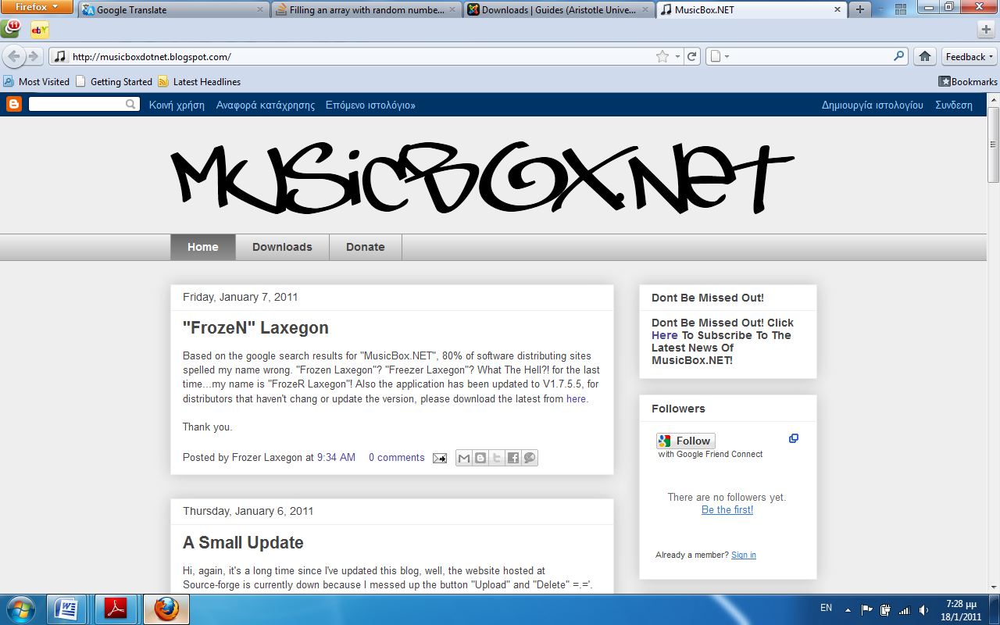 Firefox
Google Translate
Filling an array with random numbe...
Downloads | Guides (Aristotle Unive...
MusicBox.NET
11
ebY
http://musicboxdotnet.blogspot.com/
Feedback
Most Visited
Getting Started
Latest Headlines
Bookmarks
Κοινή χρήση
Αναφορά κατάχρησης
Επόμενο ιστολόγιο»
Δημιουργία ιστολογίου
Συνδεση
MUSICBOX.NET
Home
Downloads
Donate
Friday, January 7, 2011
"FrozeN" Laxegon
Based on the google search results for "MusicBox.NET", 80% of software distributing sites
spelled my name wrong. "Frozen Laxegon"? "Freezer Laxegon"? What The Hell?! for the last
time...my name is "FrozeR Laxegon"! Also the application has been updated to V1.7.5.5, for
distributors that haven't chang or update the version, please download the latest from here.
Thank you.
Posted by Frozer Laxegon at 9:34 AM 0 comments
Thursday, January 6, 2011
A Small Update
Hi, again, it's a long time since I've updated this blog, well, the website hosted at
Source-forge is currently down because I messed up the button "Upload" and "Delete" =.='.
Dont Be Missed Out!
Dont Be Missed Out! Click
Here To Subscribe To The
Latest News Of
MusicBox.NET!
Followers
Follow
with Google Friend Connect
There are no followers yet.
Be the first!
Already a member? Sign in
EN
7:28 μμ
18/1/2011